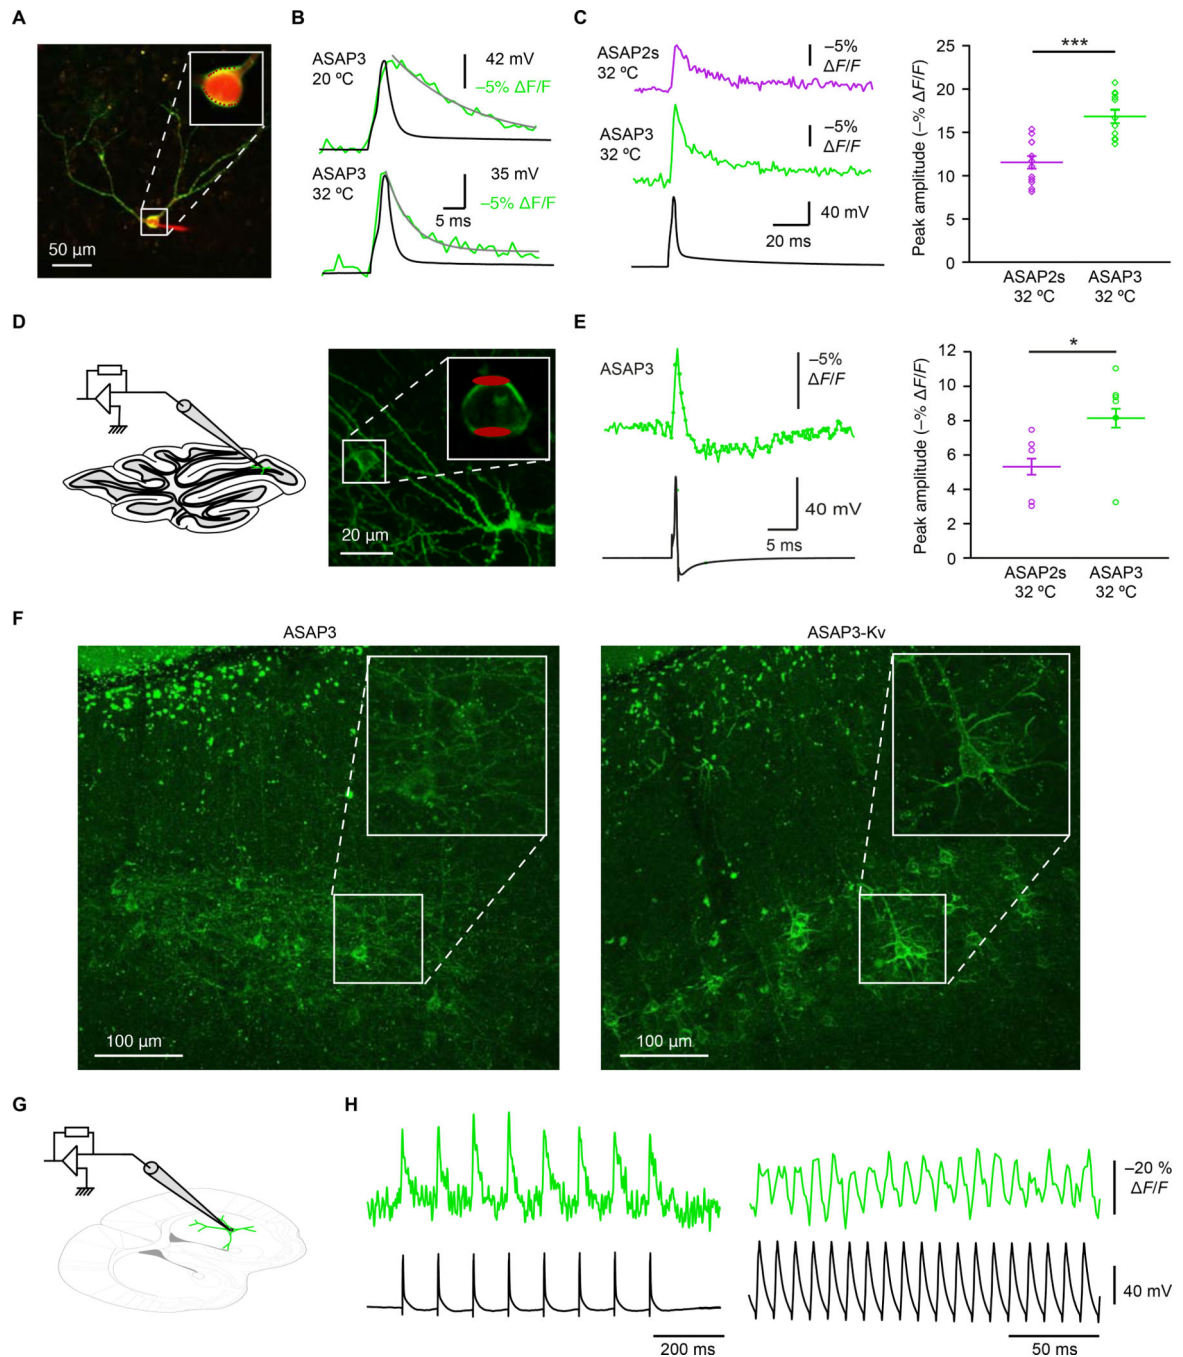 A
50 µm
B
ASAP3
20 ºC
42 mV
–5% ΔF/F
ASAP3
32 ºC
35 mV
–5% ΔF/F
5 ms
C
ASAP2s
32 ºC
–5%
ΔF/F
ASAP3
32 ºC
–5%
ΔF/F
40 mV
20 ms
Peak amplitude (–% ΔF/F)
25
20
15
10
5
0
***
ASAP2s
32 ºC
ASAP3
32 ºC
D
20 µm
E
ASAP3
–5%
ΔF/F
40 mV
5 ms
Peak amplitude (–% ΔF/F)
12
10
8
6
4
2
0
*
ASAP2s
32 ºC
ASAP3
32 ºC
F
ASAP3
100 µm
ASAP3-Kv
100 µm
G
H
–20 %
ΔF/F
40 mV
200 ms
50 ms